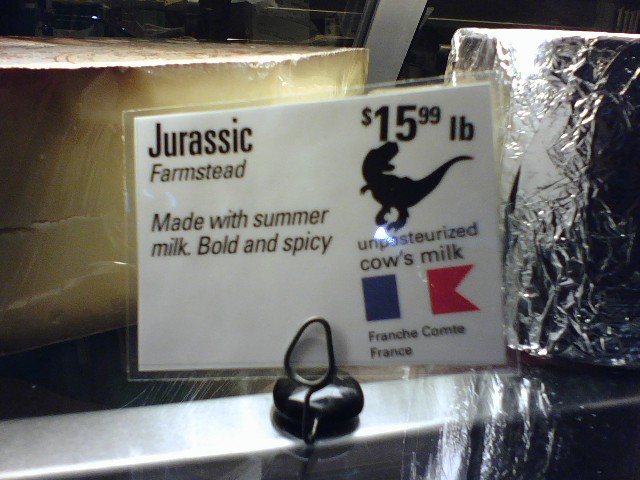 Jurassic
Farmstead
Made with summer
milk. Bold and spicy
$15.99 lb
unpasteurized
cow's milk
Franche Comte
France